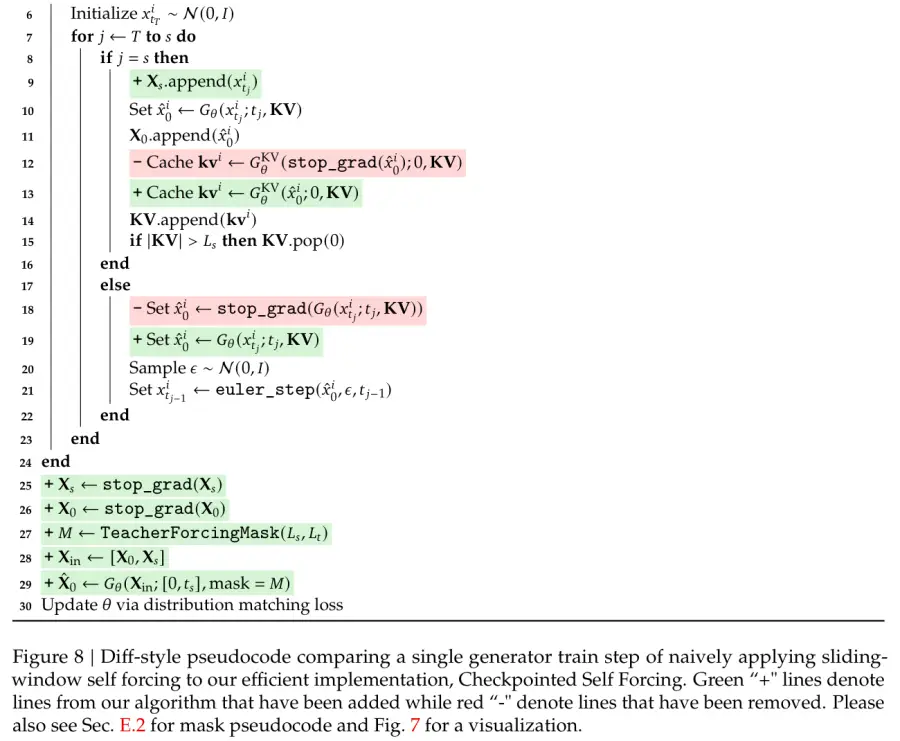 6 Initialize x^i_{t_T} ∼ N(0, I)
7 for j ← T to s do
8 if j = s then
9 + X_s.append(x^i_{t_j})
10 Set x̂^i_0 ← G_θ(x^i_{t_j}; t_j, KV)
11 X_0.append(x̂^i_0)
12 − Cache kv^i ← G^KV_θ(stop_grad(x̂^i_0); 0, KV)
13 + Cache kv^i ← G^KV_θ(x̂^i_0; 0, KV)
14 KV.append(kv^i)
15 if |KV| > L_s then KV.pop(0)
16 end
17 else
18 − Set x̂^i_0 ← stop_grad(G_θ(x^i_{t_j}; t_j, KV))
19 + Set x̂^i_0 ← G_θ(x^i_{t_j}; t_j, KV)
20 Sample ϵ ∼ N(0, I)
21 Set x^i_{t_{j−1}} ← euler_step(x̂^i_0, ϵ, t_{j−1})
22 end
23 end
24 end
25 + X_s ← stop_grad(X_s)
26 + X_0 ← stop_grad(X_0)
27 + M ← TeacherForcingMask(L_s, L_t)
28 + X_in ← [X_0, X_s]
29 + X̂_0 ← G_θ(X_in; [0, t_s], mask = M)
30 Update θ via distribution matching loss
Figure 8 | Diff-style pseudocode comparing a single generator train step of naively applying sliding-
window self forcing to our efficient implementation, Checkpointed Self Forcing. Green “+" lines denote
lines from our algorithm that have been added while red “-" denote lines that have been removed. Please
also see Sec. E.2 for mask pseudocode and Fig. 7 for a visualization.